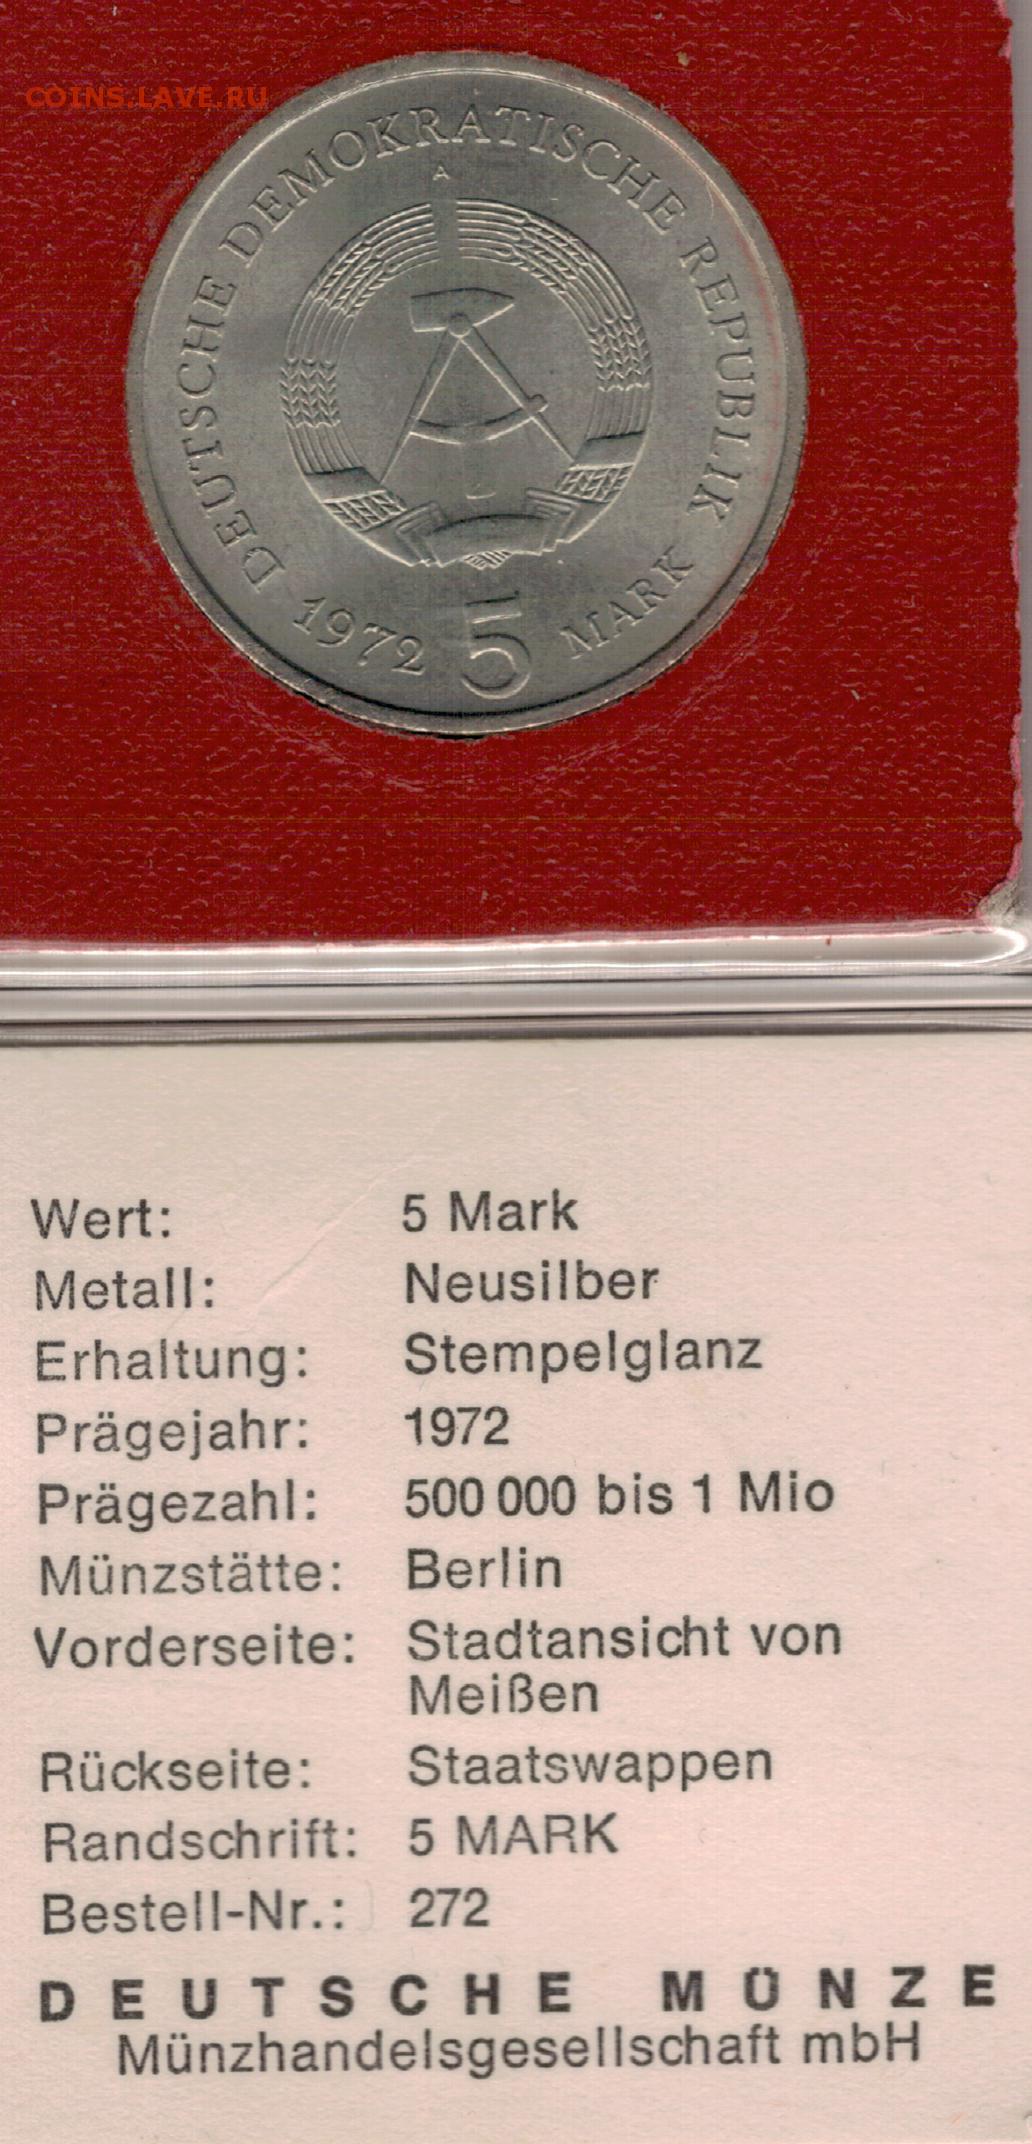 COINS.LAVE.RU
DEUTSCHE DEMOKRATISCHE REPUBLIK
A
1972 5 MARK
Wert: 5 Mark
Metall: Neusilber
Erhaltung: Stempelglanz
Prägejahr: 1972
Prägezahl: 500 000 bis 1 Mio
Münzstätte: Berlin
Vorderseite: Stadtansicht von
Meißen
Rückseite: Staatswappen
Randschrift: 5 MARK
Bestell-Nr.: 272
DEUTSCHE MÜNZE
Münzhandelsgesellschaft mbH